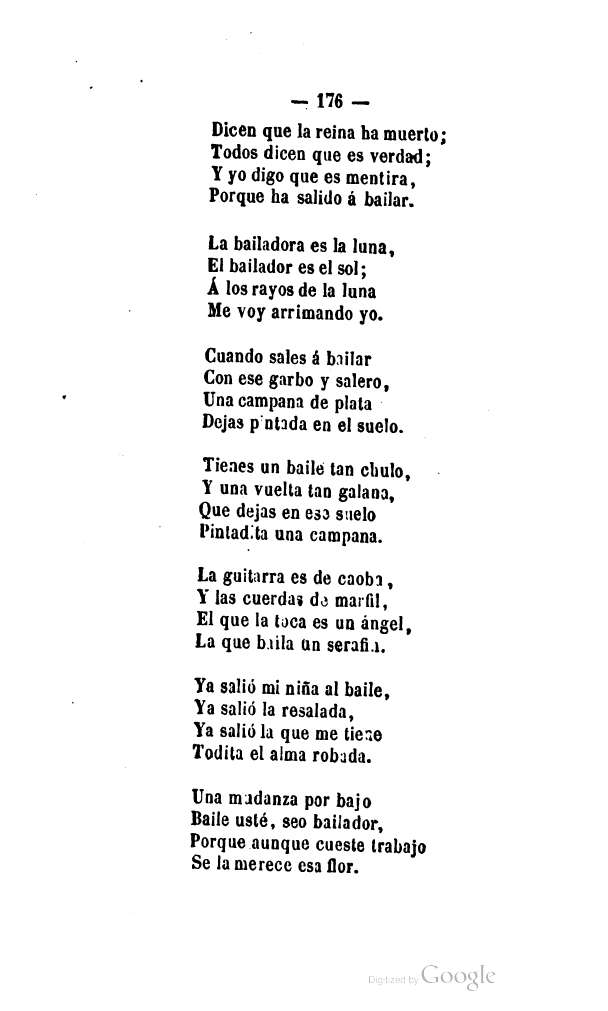 — 176 —
Dicen que la reina ha muerto;
Todos dicen que es verdad;
Y yo digo que es mentira,
Porque ha salido á bailar.
La bailadora es la luna,
El bailador es el sol;
Á los rayos de la luna
Me voy arrimando yo.
Cuando sales á bailar
Con ese garbo y salero,
Una campana de plata
Dejas pintada en el suelo.
Tienes un baile tan chulo,
Y una vuelta tan galana,
Que dejas en ese suelo
Pintadita una campana.
La guitarra es de caoba,
Y las cuerdas de marfil,
El que la toca es un ángel,
La que baila un serafin.
Ya salió mi niña al baile,
Ya salió la resalada,
Ya salió la que me tiene
Todita el alma robada.
Una mudanza por bajo
Baile usté, seo bailador,
Porque aunque cueste trabajo
Se la merece esa flor.
Digitized by Google